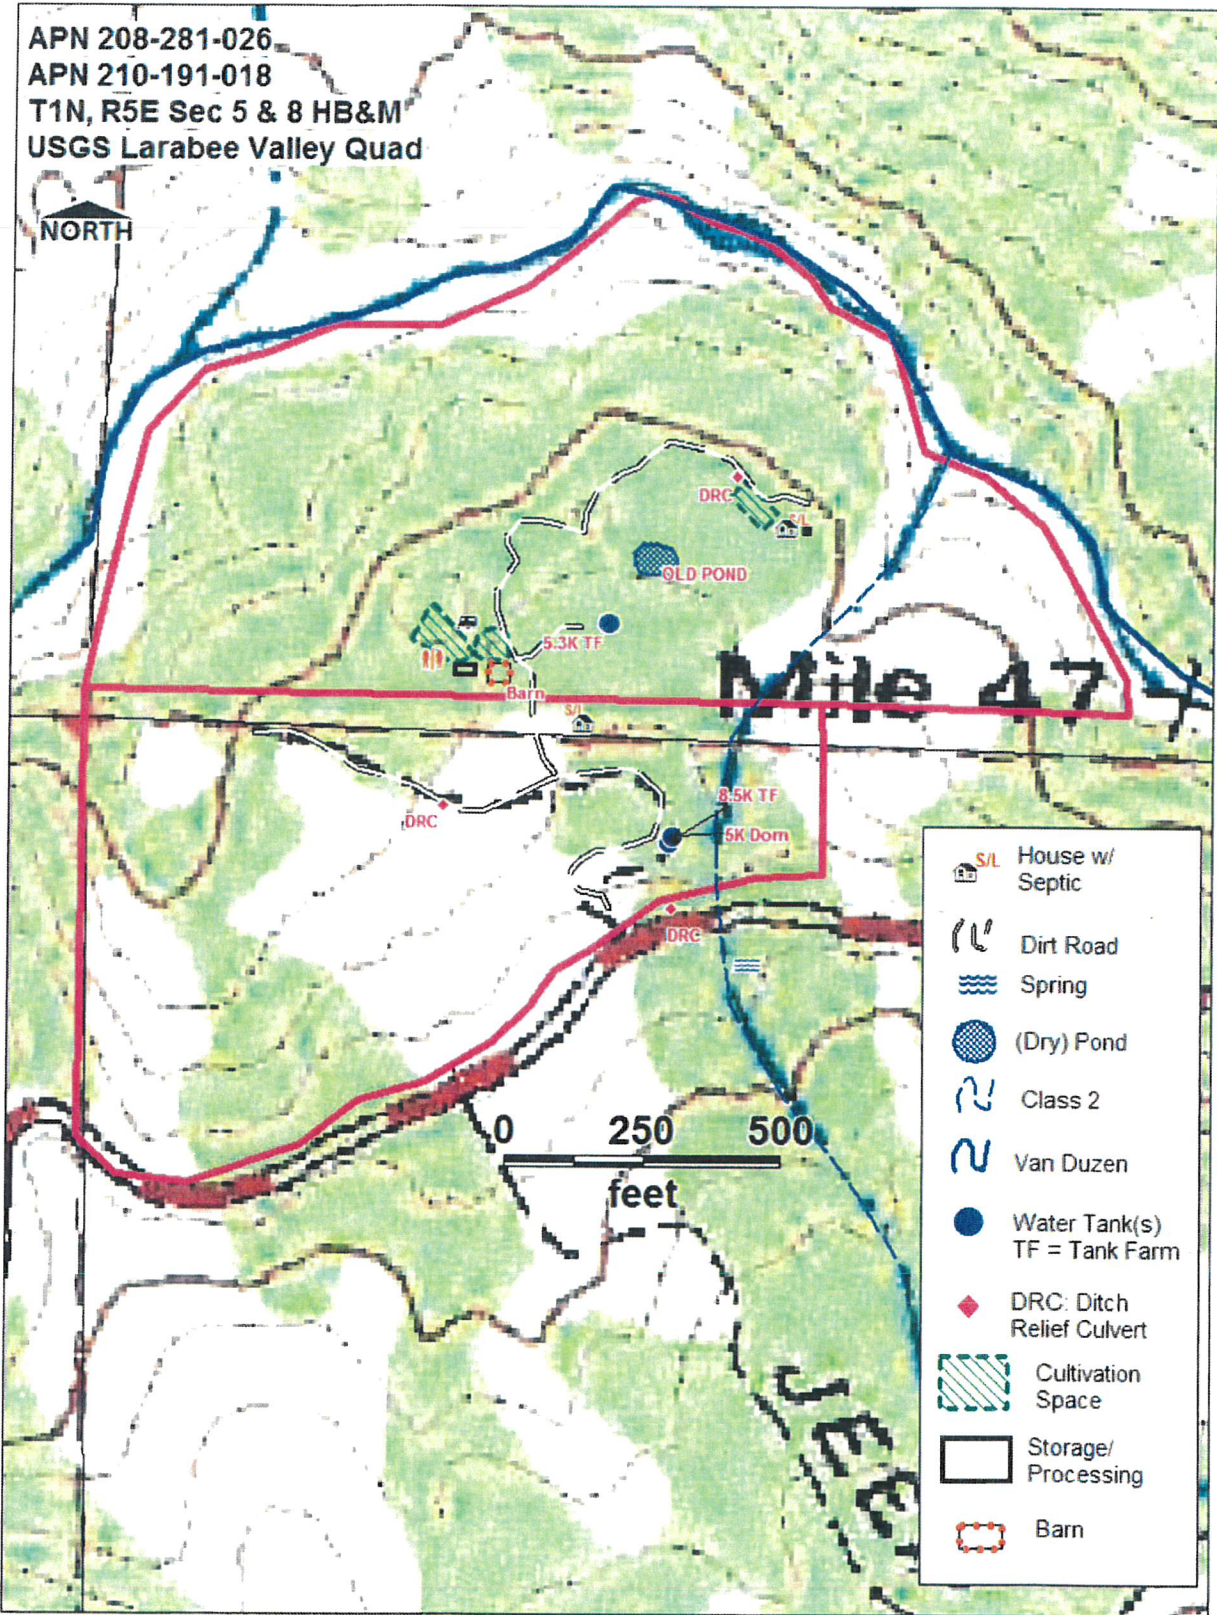 APN 208-281-026
APN 210-191-018
T1N, R5E Sec 5 & 8 HB&M
USGS Larabee Valley Quad
NORTH
DRC
S/L
OLD POND
5.3K TF
Mile 47
Barn
S/L
8.5K TF
5K Dom
DRC
DRC
0 250 500
feet
S/L House w/
Septic
Dirt Road
Spring
(Dry) Pond
Class 2
Van Duzen
Water Tank(s)
TF = Tank Farm
DRC: Ditch
Relief Culvert
Cultivation
Space
Storage/
Processing
Barn